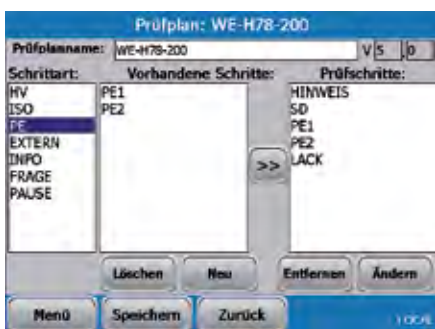 Prüfplan: WE-H78-200
Prüfplanname: WE-H78-200 V 5 .0
Schrittart: Vorhandene Schritte: Prüfschritte:
HV PE1 HINWEIS
ISO PE2 SD
PE PE1
EXTERN PE2
INFO >> LACK
FRAGE
PAUSE
Löschen Neu Entfernen Ändern
Menü Speichern Zurück LOCAL